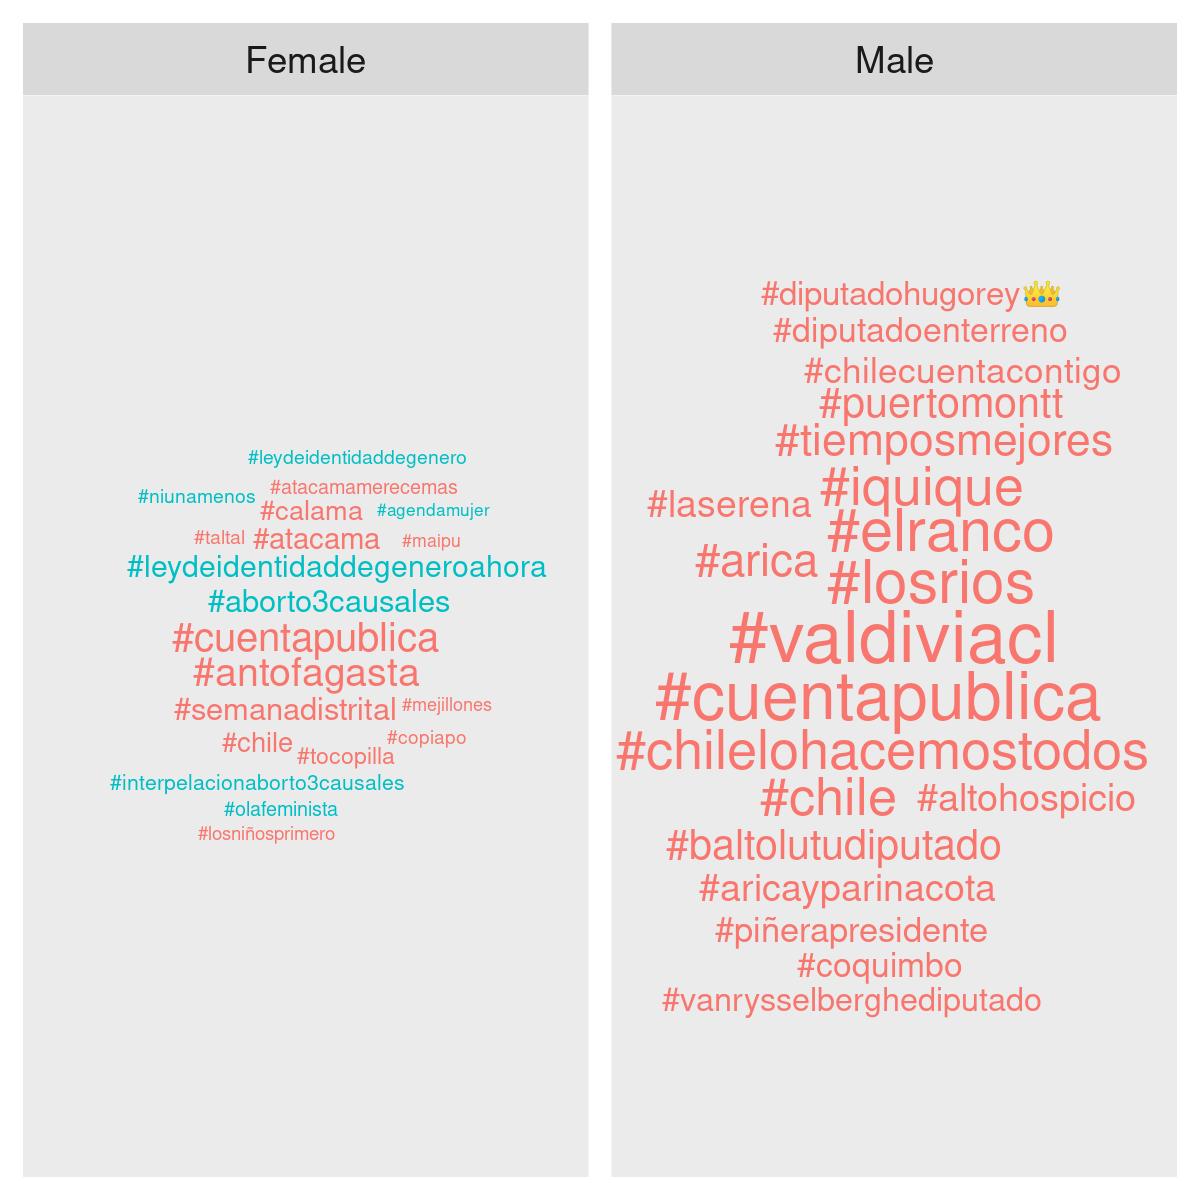 Female
#leydeidentidaddegenero
#atacamamerecemas
#niunamenos
#calama #agendamujer
#taltal #atacama #maipu
#leydeidentidaddegeneroahora
#aborto3causales
#cuentapublica
#antofagasta
#semanadistrital #mejillones
#chile #copiapo
#tocopilla
#interpelacionaborto3causales
#olafeminista
#losniñosprimero
Male
#diputadohugorey👑
#diputadoenterreno
#chilecuentacontigo
#puertomontt
#tiemposmejores
#iquique
#laserena
#elranco
#arica
#losrios
#valdiviacl
#cuentapublica
#chilelohacemostodos
#chile #altohospicio
#baltolutudiputado
#aricayparinacota
#piñerapresidente
#coquimbo
#vanrysselberghediputado